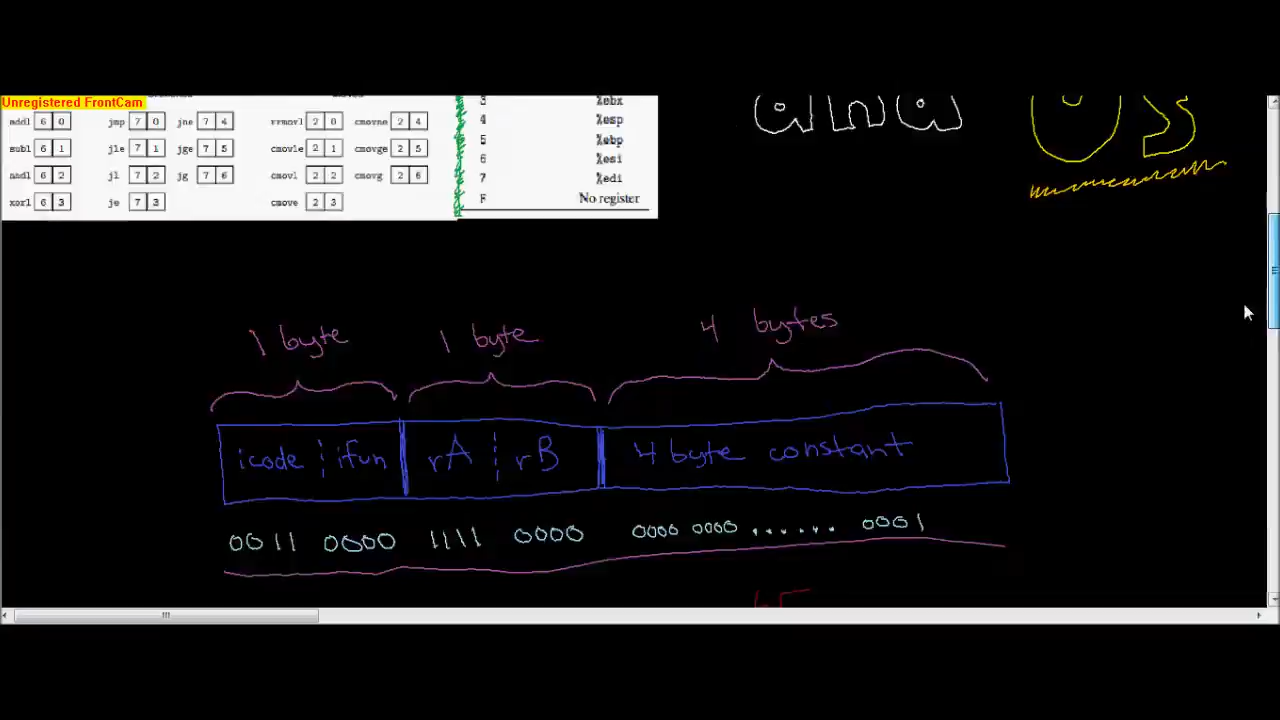 Unregistered FrontCam
and Os
3 %ebx
addl 6 0 jmp 7 0 jne 7 4 rrmovl 2 0 cmovne 2 4 4 %esp
subl 6 1 jle 7 1 jge 7 5 cmovle 2 1 cmovge 2 5 5 %ebp
andl 6 2 jl 7 2 jg 7 6 cmovl 2 2 cmovg 2 6 6 %esi
7 %edi
xorl 6 3 je 7 3 cmove 2 3 F No register
1 byte 1 byte 4 bytes
icode ifun rA rB 4 byte constant
0011 0000 1111 0000 0000 0000 ....... 0001